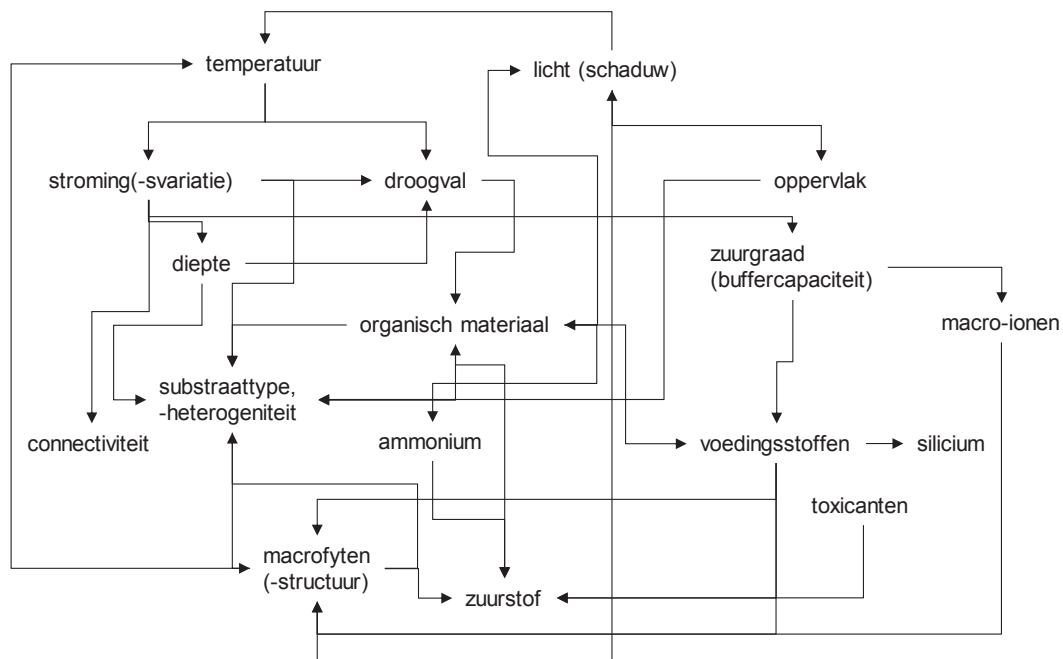 temperatuur
licht (schaduw)
stroming(-svariatie)
droogval
oppervlak
diepte
zuurgraad
(buffercapaciteit)
organisch materiaal
macro-ionen
substraattype,
-heterogeniteit
connectiviteit
ammonium
voedingsstoffen
silicium
toxicanten
macrofyten
(-structuur)
zuurstof